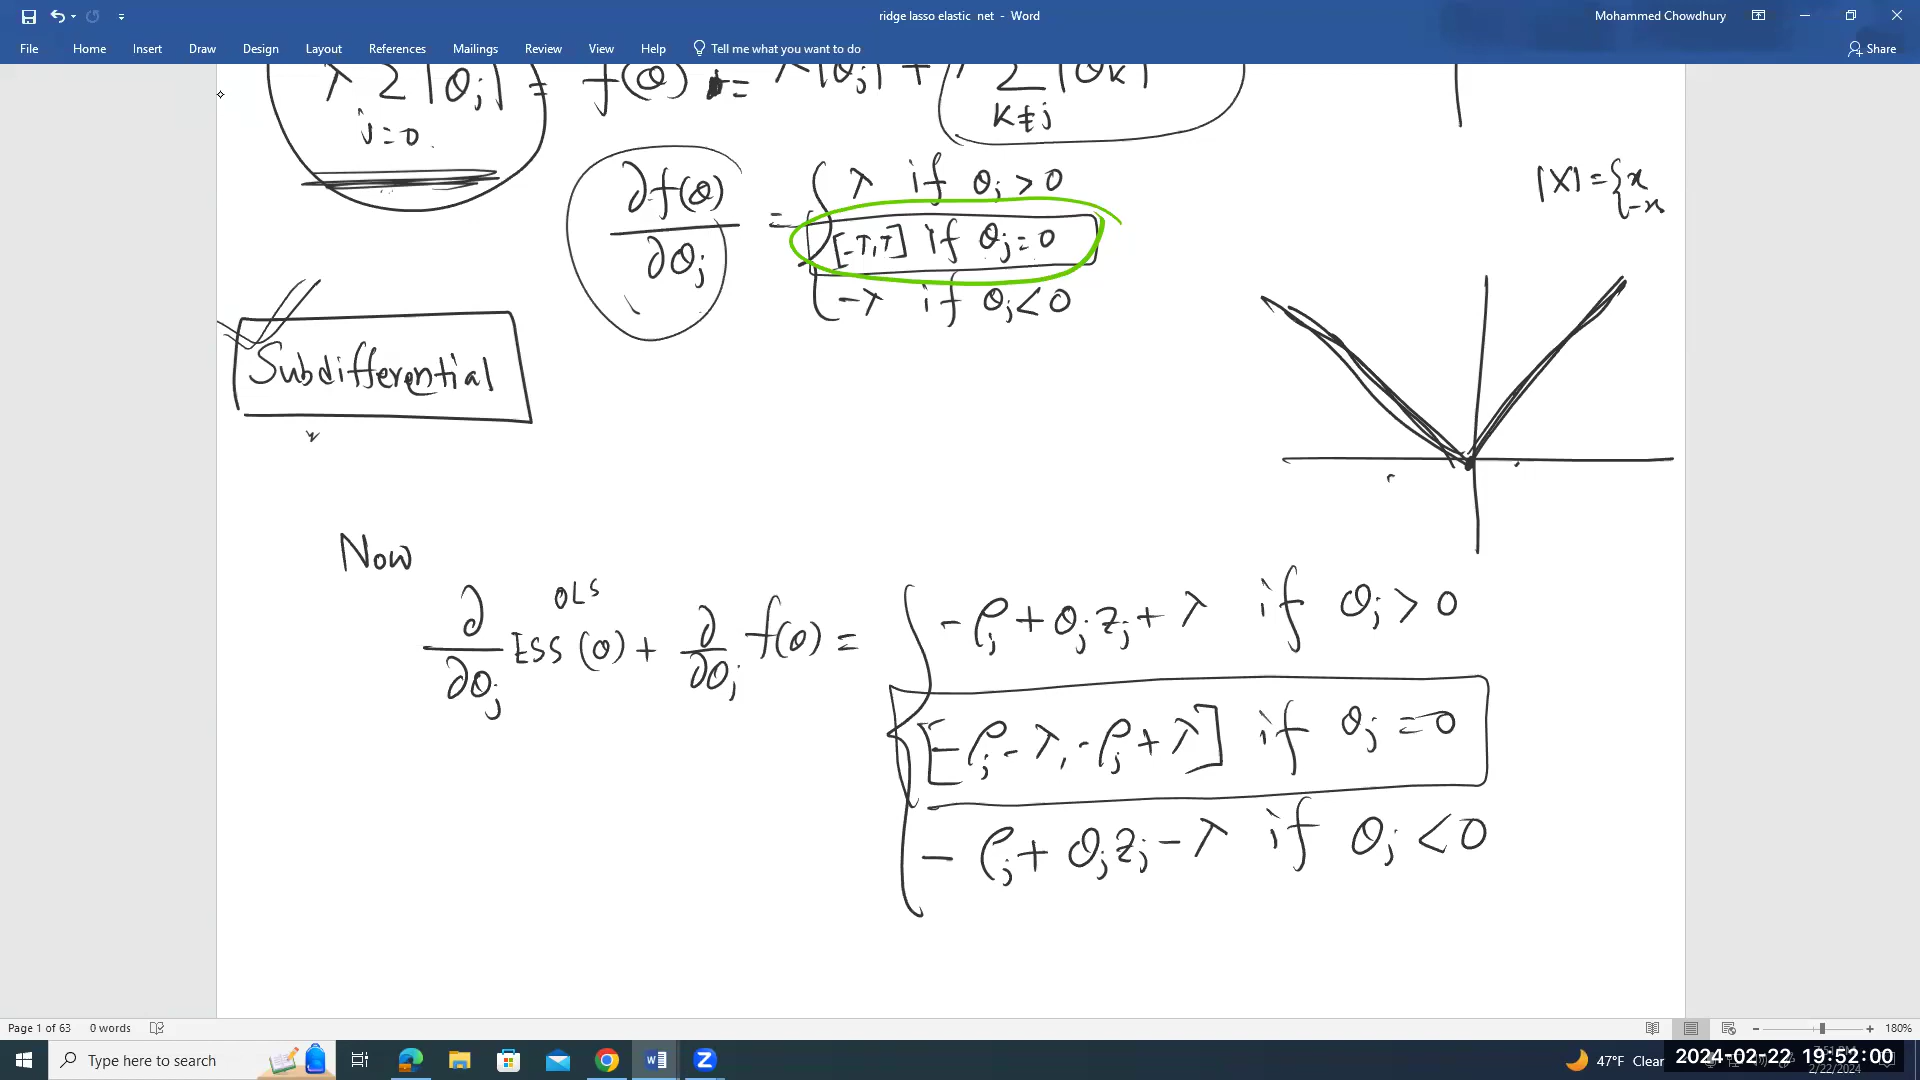 ridge lasso elastic net - Word
Mohammed Chowdhury
File Home Insert Draw Design Layout References Mailings Review View Help Tell me what you want to do Share
λ Σ |θj| = f(θ) = λ|θj| + λ Σ |θk|
j=0
k≠j
∂f(θ)/∂θj = { λ if θj > 0
[-λ, λ] if θj = 0
-λ if θj < 0
|X| = { x
-x
Subdifferential
Now
∂/∂θj ESS^OLS (θ) + ∂/∂θj f(θ) = { -ρj + θj zj + λ if θj > 0
[-ρj - λ, -ρj + λ] if θj = 0
-ρj + θj zj - λ if θj < 0
Page 1 of 63 0 words
180%
Type here to search
47°F Clear
2024-02-22 19:52:00
2/22/2024